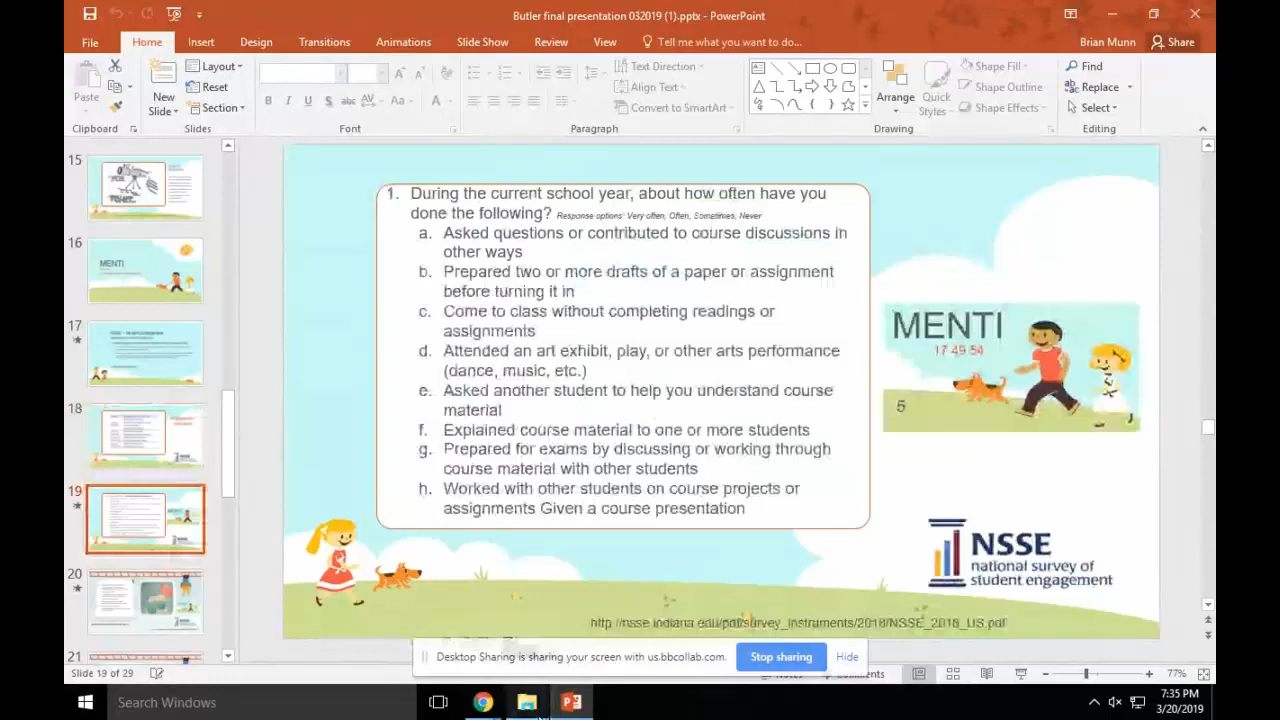 Butler final presentation 032019 (1).pptx - PowerPoint
File Home Insert Design Transitions Animations Slide Show Review View Tell me what you want to do... Brian Munn Share
Paste
New Slide
Layout
Reset
Section
Text Direction
Align Text
Convert to SmartArt
Arrange
Quick Styles
Shape Fill
Shape Outline
Shape Effects
Find
Replace
Select
Clipboard Slides Font Paragraph Drawing Editing
15
16
MENTI
17
18
19
20
21
1. During the current school year, about how often have you
done the following? Response options: Very often, Often, Sometimes, Never
a. Asked questions or contributed to course discussions in
other ways
b. Prepared two or more drafts of a paper or assignment
before turning it in
c. Come to class without completing readings or
assignments
d. Attended an art exhibit, play, or other arts performance
(dance, music, etc.)
e. Asked another student to help you understand course
material
f. Explained course material to one or more students
g. Prepared for exams by discussing or working through
course material with other students
h. Worked with other students on course projects or
assignments Given a course presentation
MENTI
17 49 54
5
NSSE
national survey of
student engagement
http://nsse.indiana.edu/pdf/survey_instruments/2018/NSSE_2018_US.pdf
Desktop Sharing is sharing your screen with us.bbcollab.com. Stop sharing Hide
Slide 19 of 29
77%
Search Windows
7:35 PM
3/20/2019